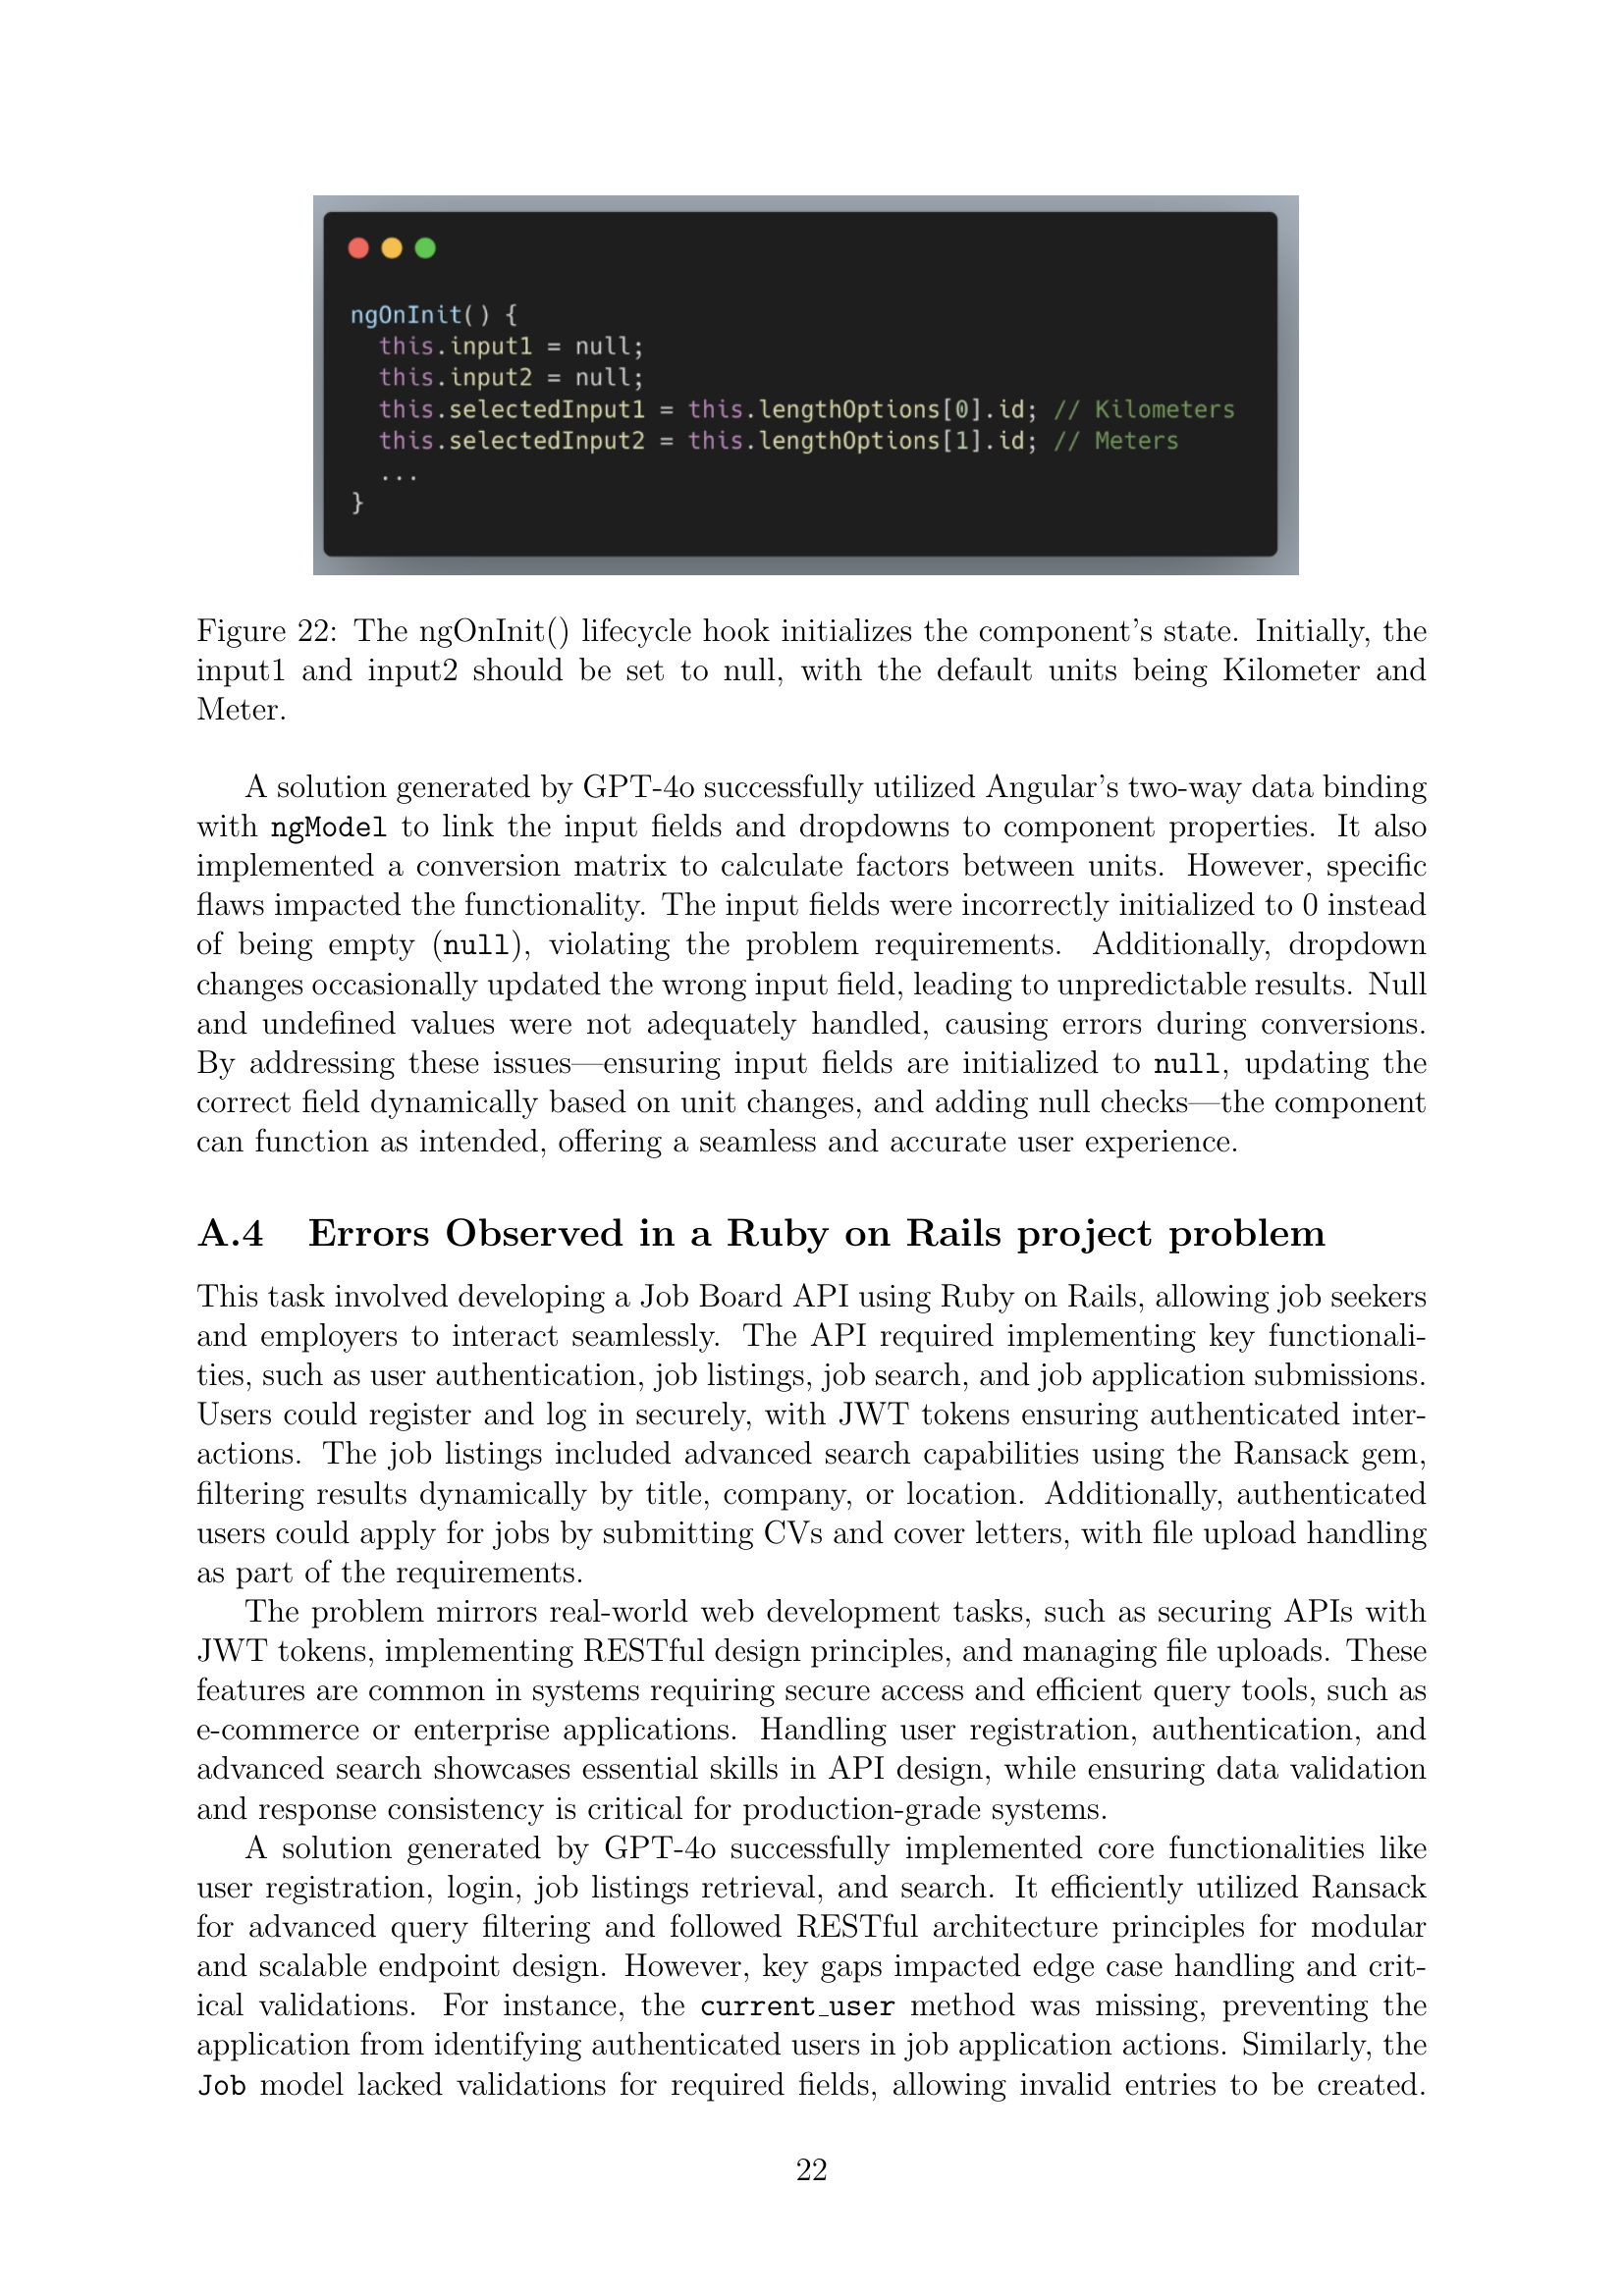 ngOnInit() {
  this.input1 = null;
  this.input2 = null;
  this.selectedInput1 = this.lengthOptions[0].id; // Kilometers
  this.selectedInput2 = this.lengthOptions[1].id; // Meters
  ...
}
Figure 22: The ngOnInit() lifecycle hook initializes the component's state. Initially, the
input1 and input2 should be set to null, with the default units being Kilometer and
Meter.
A solution generated by GPT-4o successfully utilized Angular's two-way data binding
with ngModel to link the input fields and dropdowns to component properties. It also
implemented a conversion matrix to calculate factors between units. However, specific
flaws impacted the functionality. The input fields were incorrectly initialized to 0 instead
of being empty (null), violating the problem requirements. Additionally, dropdown
changes occasionally updated the wrong input field, leading to unpredictable results. Null
and undefined values were not adequately handled, causing errors during conversions.
By addressing these issues—ensuring input fields are initialized to null, updating the
correct field dynamically based on unit changes, and adding null checks—the component
can function as intended, offering a seamless and accurate user experience.
A.4 Errors Observed in a Ruby on Rails project problem
This task involved developing a Job Board API using Ruby on Rails, allowing job seekers
and employers to interact seamlessly. The API required implementing key functionali-
ties, such as user authentication, job listings, job search, and job application submissions.
Users could register and log in securely, with JWT tokens ensuring authenticated inter-
actions. The job listings included advanced search capabilities using the Ransack gem,
filtering results dynamically by title, company, or location. Additionally, authenticated
users could apply for jobs by submitting CVs and cover letters, with file upload handling
as part of the requirements.
The problem mirrors real-world web development tasks, such as securing APIs with
JWT tokens, implementing RESTful design principles, and managing file uploads. These
features are common in systems requiring secure access and efficient query tools, such as
e-commerce or enterprise applications. Handling user registration, authentication, and
advanced search showcases essential skills in API design, while ensuring data validation
and response consistency is critical for production-grade systems.
A solution generated by GPT-4o successfully implemented core functionalities like
user registration, login, job listings retrieval, and search. It efficiently utilized Ransack
for advanced query filtering and followed RESTful architecture principles for modular
and scalable endpoint design. However, key gaps impacted edge case handling and crit-
ical validations. For instance, the current_user method was missing, preventing the
application from identifying authenticated users in job application actions. Similarly, the
Job model lacked validations for required fields, allowing invalid entries to be created.
22